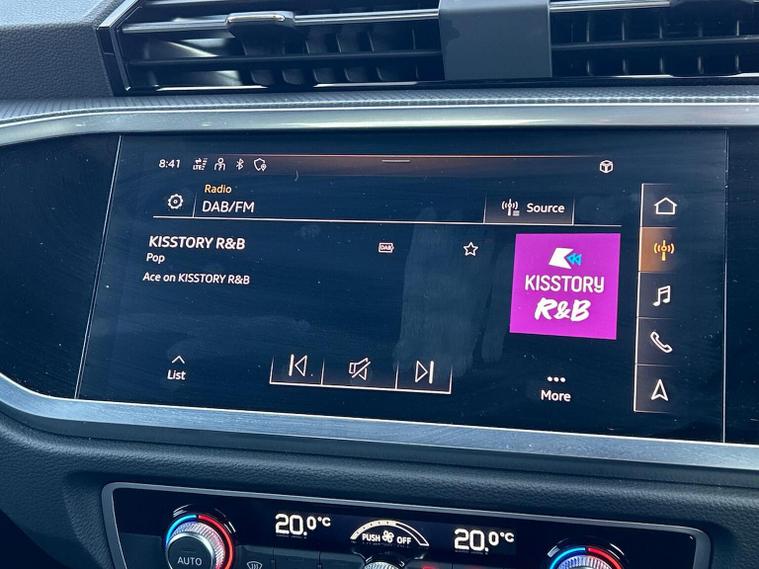 8:41 LTE
Radio
DAB/FM
Source
KISSTORY R&B
DAB
Pop
Ace on KISSTORY R&B
KISSTORY
R&B
List
More
20.0°C
PUSH OFF
20.0°C
AUTO